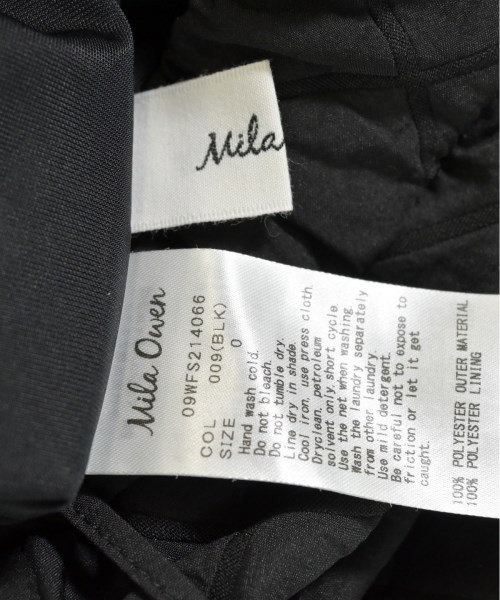 Mila
Mila Owen
09WFS214066
COL 009(BLK)
SIZE 0
Hand wash cold.
Do not bleach.
Do not tumble dry.
Line dry in shade.
Cool iron, use press cloth.
Dryclean, petroleum
solvent only, short cycle.
Use the net when washing.
Wash the laundry separately
from other laundry.
Use mild detergent.
Be careful not to expose to
friction or let it get
caught.
100% POLYESTER OUTER MATERIAL
100% POLYESTER LINING